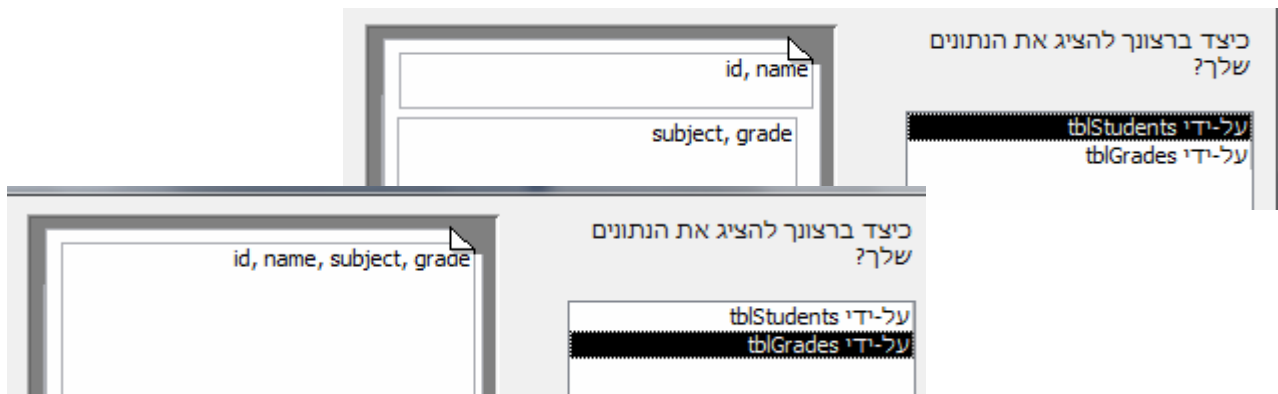 כיצד ברצונך להציג את הנתונים
שלך?
על-ידי tblStudents
על-ידי tblGrades
id, name
subject, grade
כיצד ברצונך להציג את הנתונים
שלך?
על-ידי tblStudents
על-ידי tblGrades
id, name, subject, grade